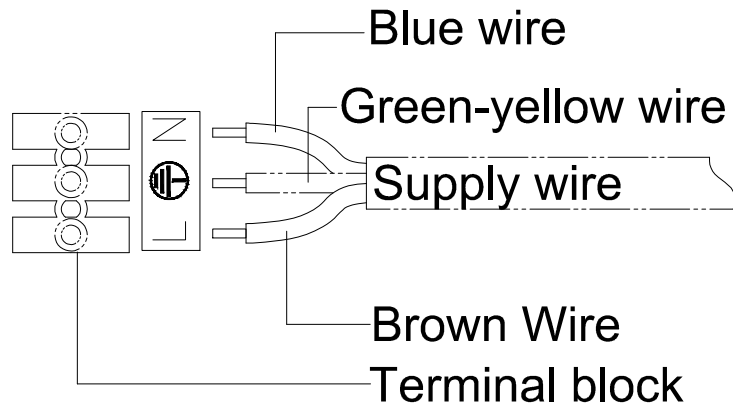 Blue wire
Green-yellow wire
N
Supply wire
L
Brown Wire
Terminal block